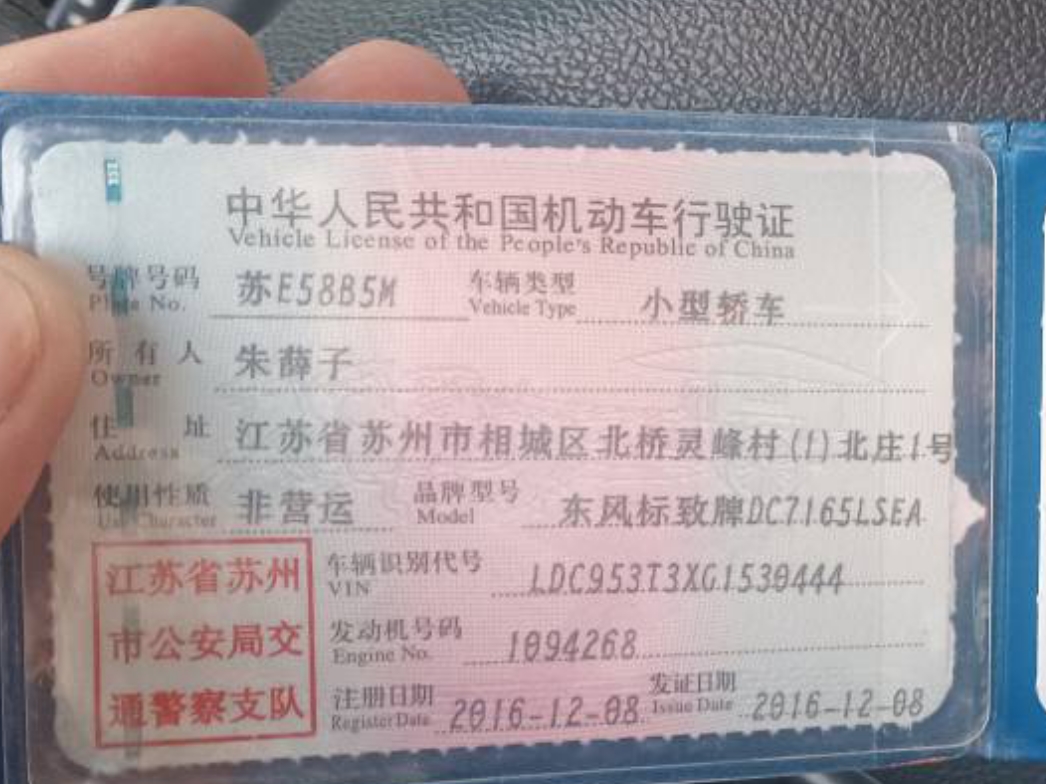 中华人民共和国机动车行驶证
Vehicle License of the People's Republic of China
号牌号码 苏E58B5M 车辆类型 小型轿车
Plate No. Vehicle Type
所有人 朱薛子
Owner
住址 江苏省苏州市相城区北桥灵峰村(1)北庄1号
Address
使用性质 非营运 品牌型号 东风标致牌DC7165LSEA
Use Character Model
江苏省苏州
市公安局交
通警察支队
车辆识别代号 LDC953T3XG1530444
VIN
发动机号码 1094268
Engine No.
注册日期 2016-12-08 发证日期 2016-12-08
Register Date Issue Date